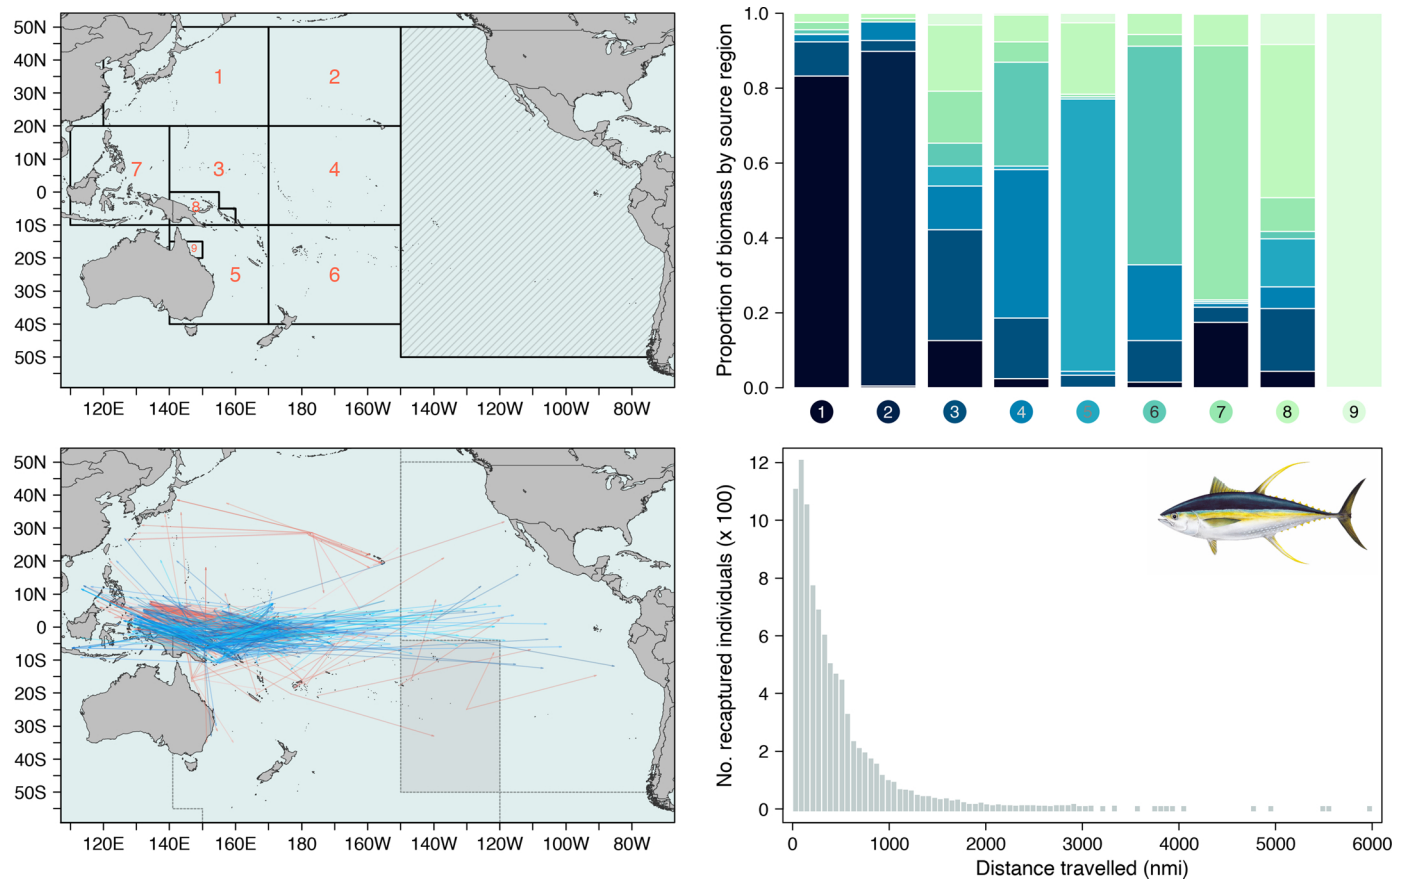 50N
40N
30N
20N
10N
0
10S
20S
30S
40S
50S
1
2
7
3
4
8
9
5
6
120E
140E
160E
180
160W
140W
120W
100W
80W
Proportion of biomass by source region
1.0
0.8
0.6
0.4
0.2
0.0
1
2
3
4
5
6
7
8
9
50N
40N
30N
20N
10N
0
10S
20S
30S
40S
50S
120E
140E
160E
180
160W
140W
120W
100W
80W
No. recaptured individuals (x 100)
12
10
8
6
4
2
0
0
1000
2000
3000
4000
5000
6000
Distance travelled (nmi)